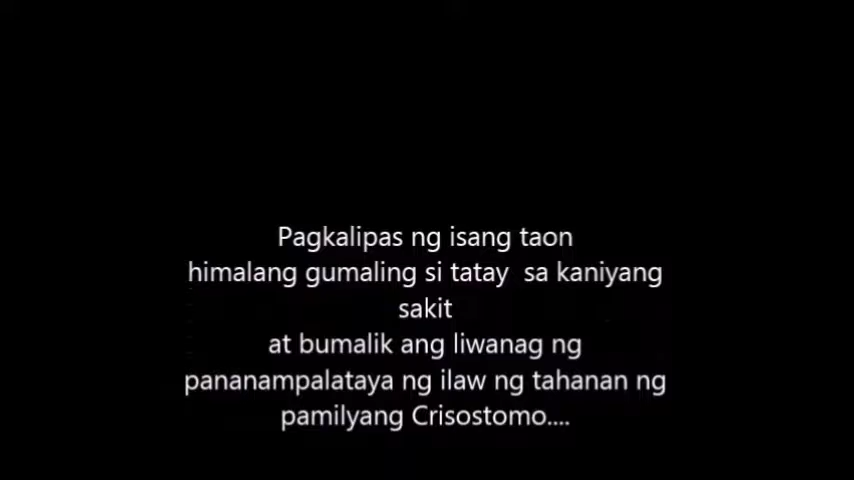 Pagkalipas ng isang taon
himalang gumaling si tatay  sa kaniyang
sakit
at bumalik ang liwanag ng
pananampalataya ng ilaw ng tahanan ng
pamilyang Crisostomo....